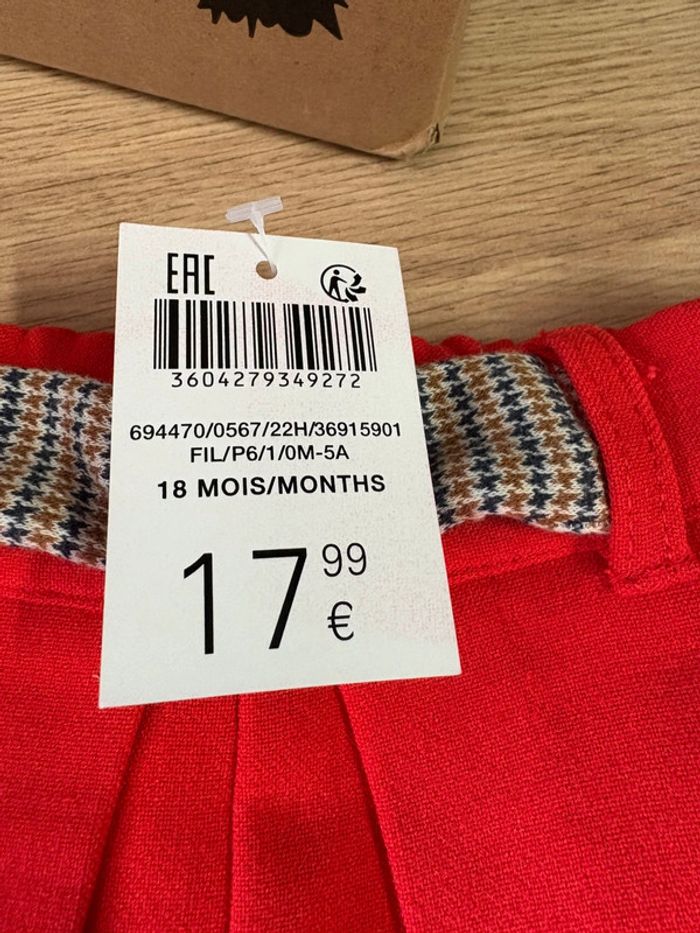 EAC
3604279349272
694470/0567/22H/36915901
FIL/P6/1/0M-5A
18 MOIS/MONTHS
17 99 €